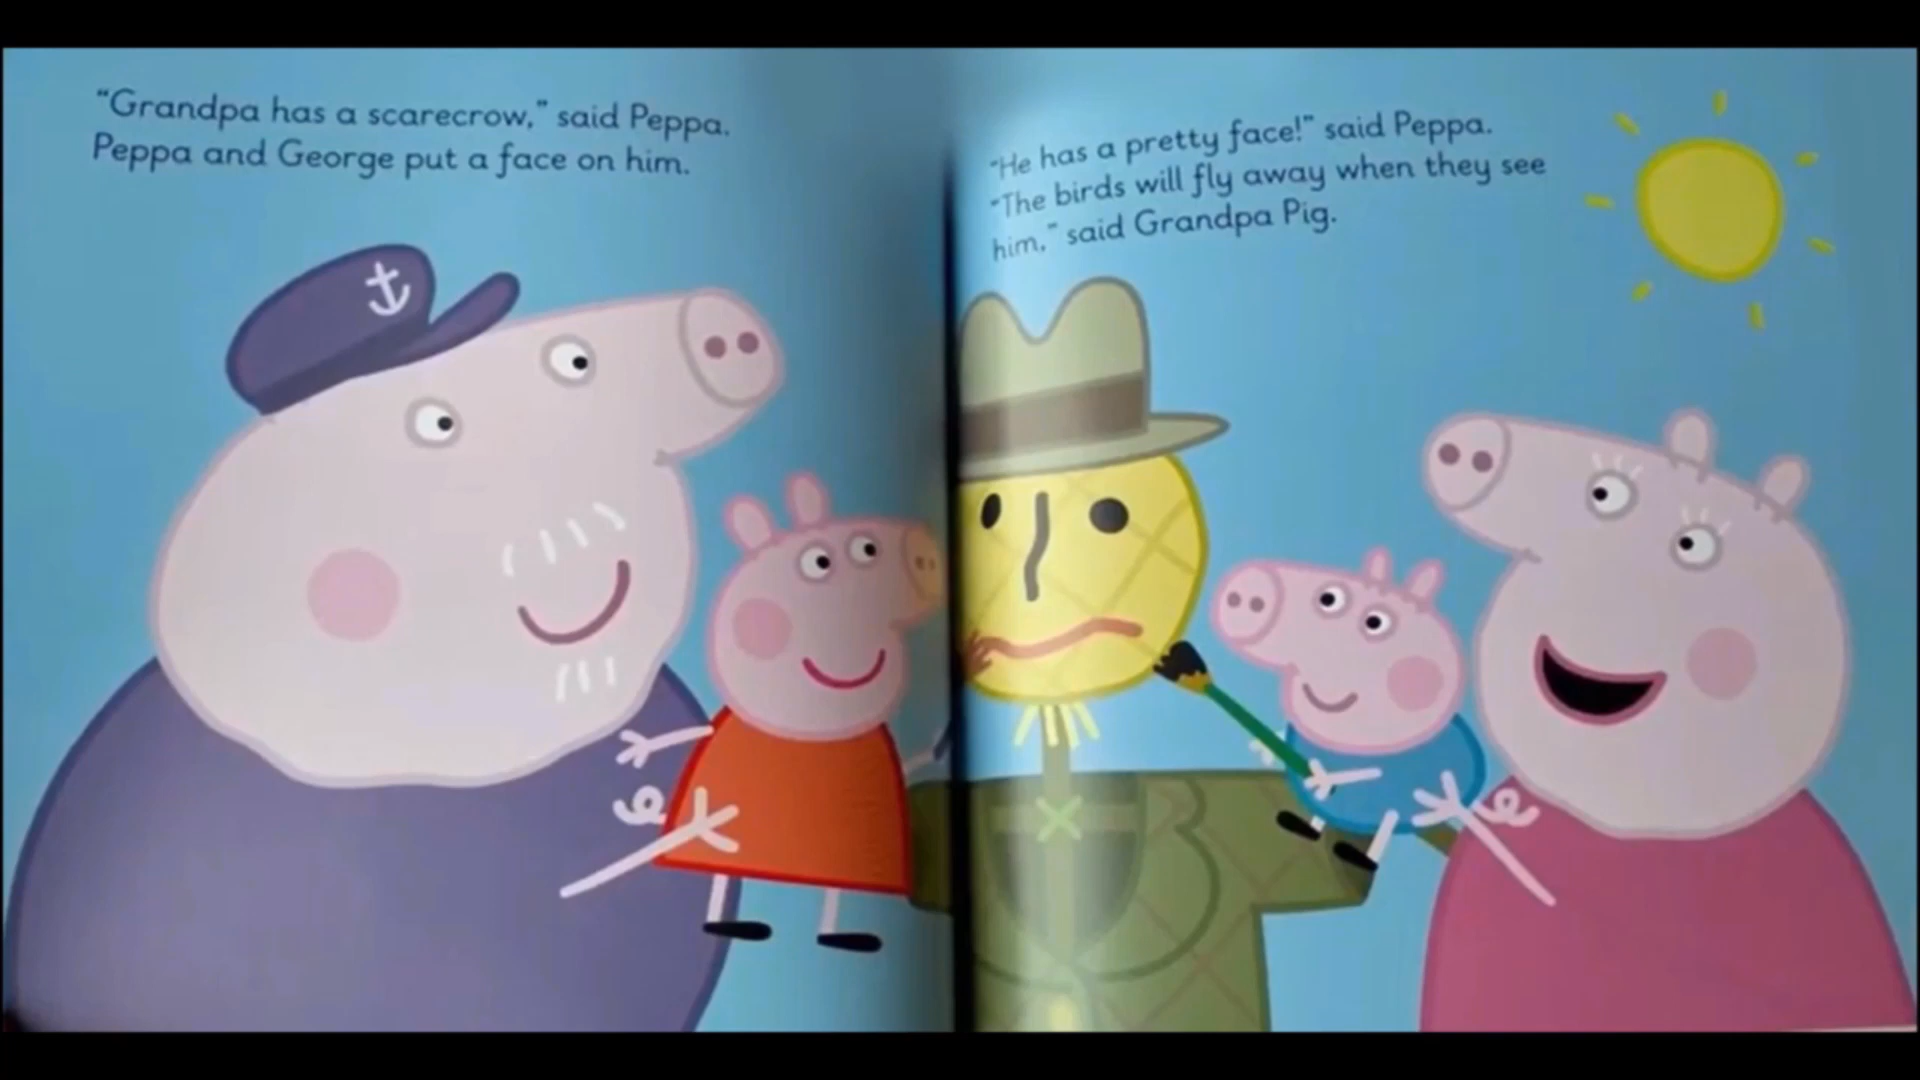 “Grandpa has a scarecrow,” said Peppa.
Peppa and George put a face on him.
“He has a pretty face!” said Peppa.
“The birds will fly away when they see
him,” said Grandpa Pig.